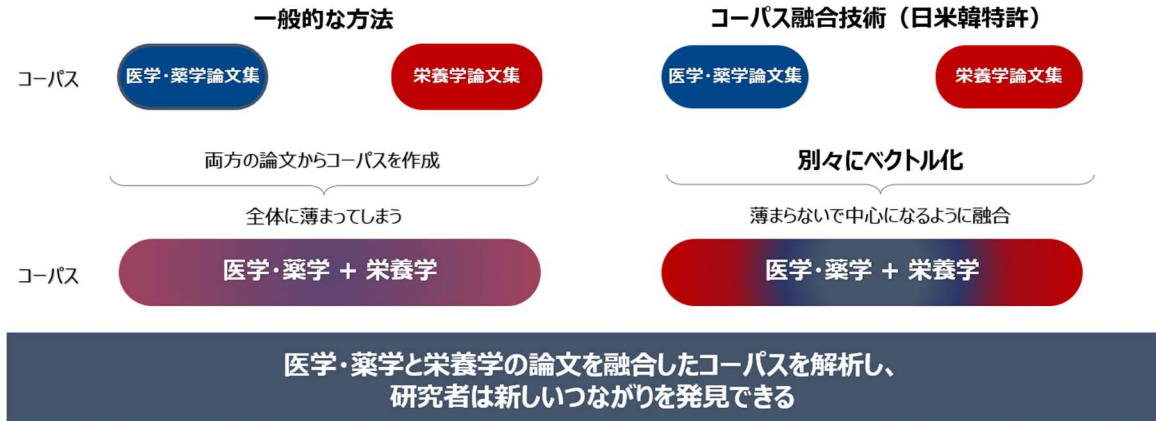 一般的な方法
コーパス融合技術（日米韓特許）
コーパス
医学・薬学論文集
栄養学論文集
医学・薬学論文集
栄養学論文集
両方の論文からコーパスを作成
別々にベクトル化
全体に薄まってしまう
薄まらないで中心になるように融合
コーパス
医学・薬学 + 栄養学
医学・薬学 + 栄養学
医学・薬学と栄養学の論文を融合したコーパスを解析し、
研究者は新しいつながりを発見できる